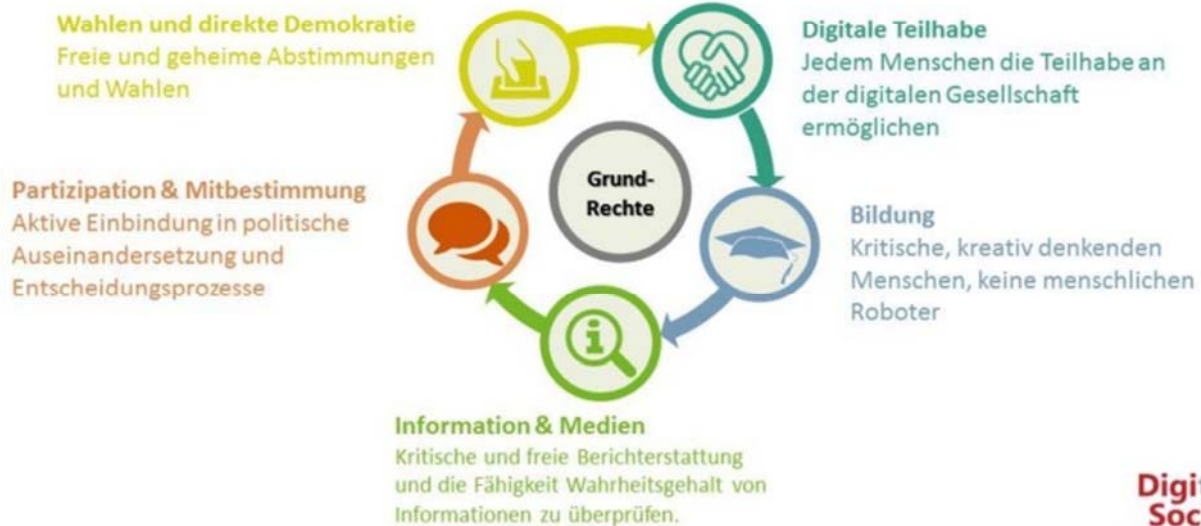 Wahlen und direkte Demokratie
Freie und geheime Abstimmungen
und Wahlen
Digitale Teilhabe
Jedem Menschen die Teilhabe an
der digitalen Gesellschaft
ermöglichen
Grund-
Rechte
Partizipation & Mitbestimmung
Aktive Einbindung in politische
Auseinandersetzung und
Entscheidungsprozesse
Bildung
Kritische, kreativ denkenden
Menschen, keine menschlichen
Roboter
Information & Medien
Kritische und freie Berichterstattung
und die Fähigkeit Wahrheitsgehalt von
Informationen zu überprüfen.